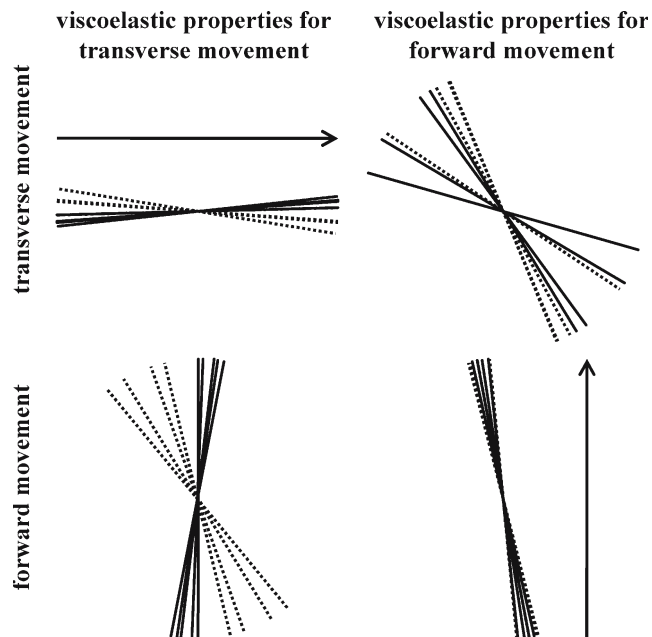 viscoelastic properties for
transverse movement
viscoelastic properties for
forward movement
transverse movement
forward movement